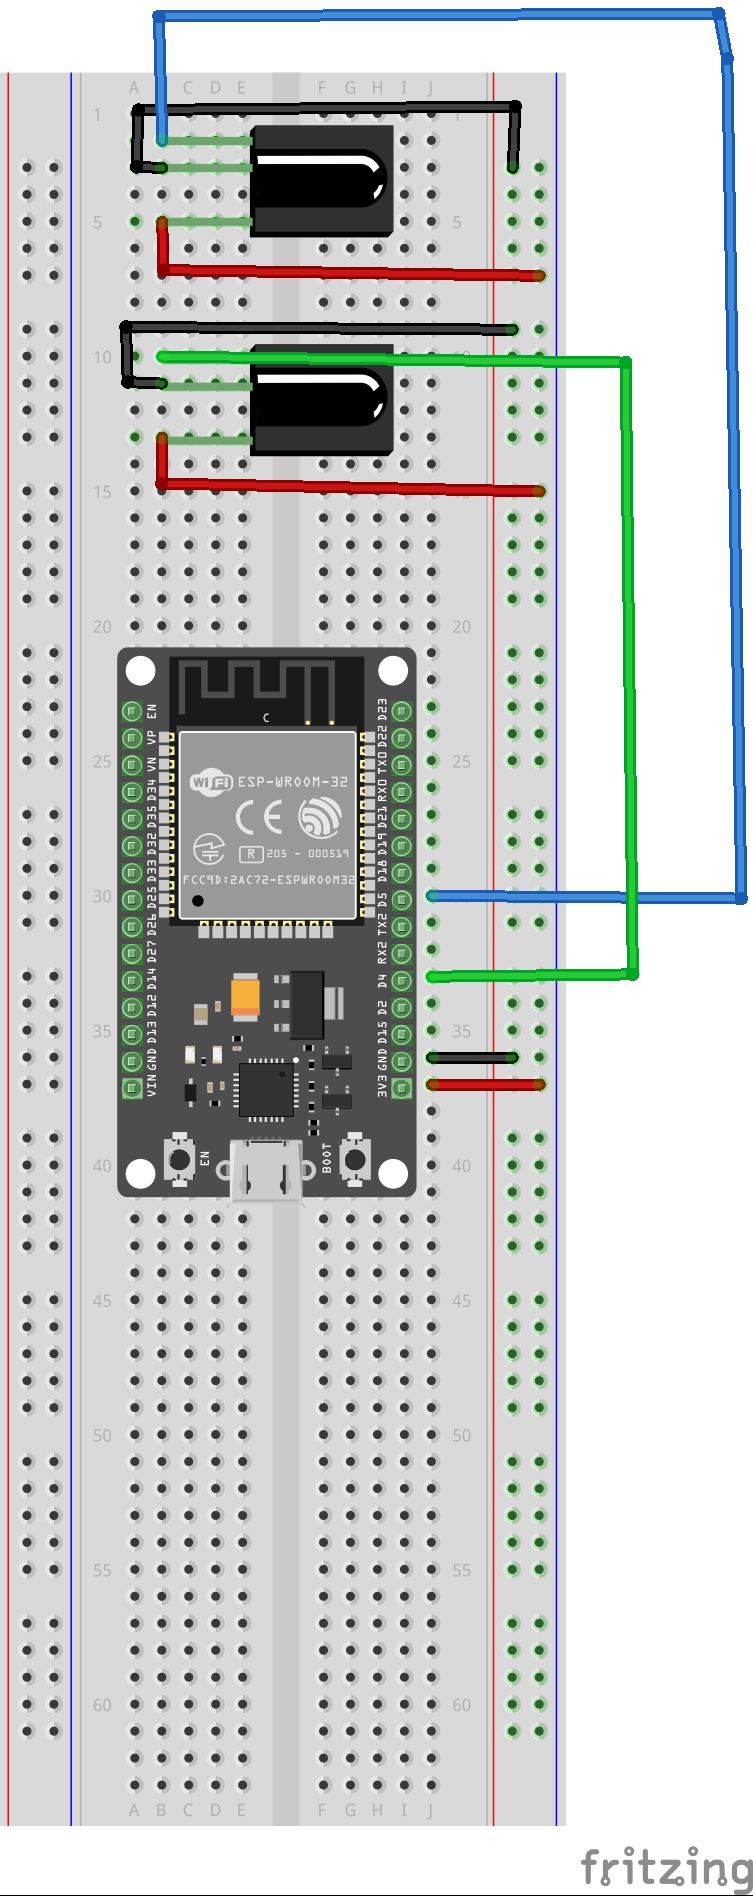 A C D E F G H I J
1 1
5 5
10 10
15 15
20 20
25 25
30
35 35
40 40
45 45
50 50
55 55
60 60
A B C D E F G H I J
EN
VP
VN
D34
D35
D32
D33
D25
D26
D27
D14
D12
D13
GND
VIN
D23
D22
TX0
RX0
D21
D19
D18
D5
TX2
RX2
D4
D2
D15
GND
3V3
C
WiFi ESP-WROOM-32
CE
R 205 - 000519
FCC9D:2AC72-ESPWROOM32
EN
BOOT
fritzing